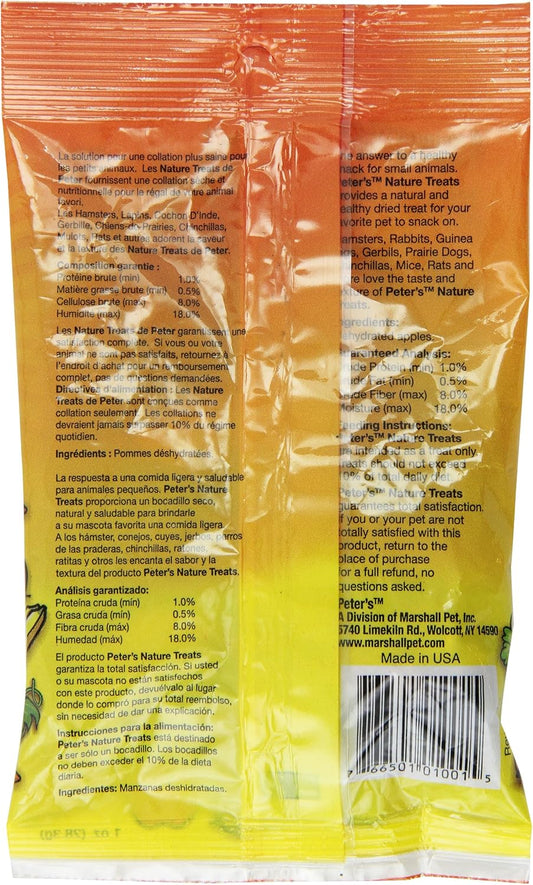 La solution pour une collation plus saine pour
les petits animaux. Les Nature Treats de
Peter fournissent une collation sèche et
nutritionnelle pour le régal de votre animal
favori.
Les Hamsters, Lapins, Cochon D'Inde,
Gerbille, Chiens-de-Prairies, Chinchillas,
Mulots, Rats et autres adorent la saveur
et la texture des Nature Treats de Peter.
Composition garantie :
Protéine brute (min) 1.0%
Matière grasse brute (min) 0.5%
Cellulose brute (max) 8.0%
Humidité (max) 18.0%
Les Nature Treats de Peter garantissent une
satisfaction complète. Si vous ou votre
animal ne sont pas satisfaits, retournez à
l'endroit d'achat pour un remboursement
complet, pas de questions demandées.
Directives d'alimentation : Les Nature
Treats de Peter sont conçues comme
collation seulement. Les collations ne
devraient jamais surpasser 10% du régime
quotidien.
Ingrédients : Pommes déshydratées.
La respuesta a una comida ligera y saludable
para animales pequeños. Peter's Nature
Treats proporciona un bocadillo seco,
natural y saludable para brindarle
a su mascota favorita una comida ligera.
A los hámster, conejos, cuyes, jerbos, perros
de las praderas, chinchillas, ratones,
ratitas y otros les encanta el sabor y la
textura del producto Peter's Nature Treats.
Análisis garantizado:
Proteína cruda (mín) 1.0%
Grasa cruda (mín) 0.5%
Fibra cruda (máx) 8.0%
Humedad (máx) 18.0%
El producto Peter's Nature Treats
garantiza la total satisfacción. Si usted
o su mascota no están satisfechos
con este producto, devuélvalo al lugar
donde lo compró para su total reembolso,
sin necesidad de dar una explicación.
Instrucciones para la alimentación:
Peter's Nature Treats está destinado
a ser sólo un bocadillo. Los bocadillos
no deben exceder el 10% de la dieta
diaria.
Ingredientes: Manzanas deshidratadas.
answer to a healthy
for small animals.
Peter's™ Nature Treats
provides a natural and
healthy dried treat for your
favorite pet to snack on.
Hamsters, Rabbits, Guinea
Gerbils, Prairie Dogs,
Chinchillas, Mice, Rats and
love the taste and
of Peter's™ Nature
Treats.
Ingredients:
Dehydrated apples.
Guaranteed Analysis:
Crude Protein (min) 1.0%
Crude Fat (min) 0.5%
Crude Fiber (max) 8.0%
Moisture (max) 18.0%
Feeding Instructions:
Peter's™ Nature Treats
are intended as a treat only.
Treats should not exceed
10% of total daily diet.
Peter's™ Nature Treats
guarantees total satisfaction.
If you or your pet are not
totally satisfied with this
product, return to the
place of purchase
for a full refund, no
questions asked.
Peter's™
A Division of Marshall Pet, Inc.
5740 Limekiln Rd., Wolcott, NY 14590
www.marshallpet.com
Made in USA
7 66501 01001 5
1 oz. (28.3g)